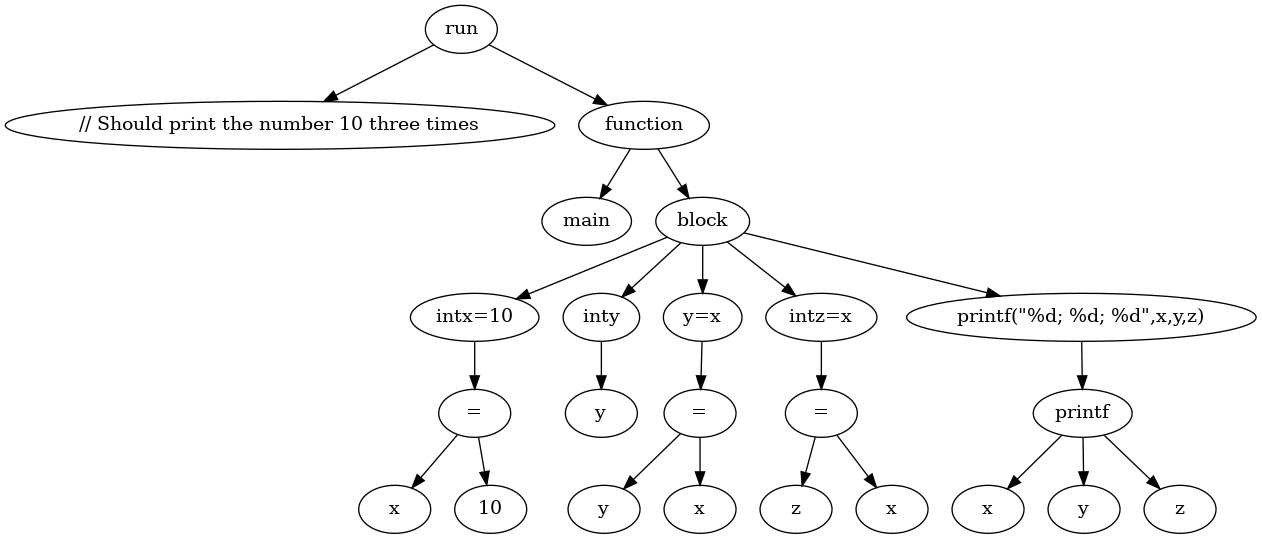 run
// Should print the number 10 three times
function
main
block
intx=10
inty
y=x
intz=x
printf("%d; %d; %d",x,y,z)
=
y
=
=
printf
x
10
y
x
z
x
x
y
z